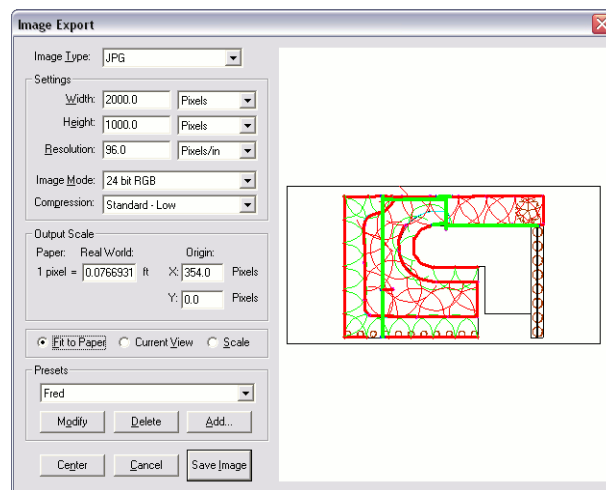 Image Export
Image Type: JPG
Settings
Width: 2000.0 Pixels
Height: 1000.0 Pixels
Resolution: 96.0 Pixels/in
Image Mode: 24 bit RGB
Compression: Standard - Low
Output Scale
Paper: Real World: Origin:
1 pixel = 0.0766931 ft X: 354.0 Pixels
Y: 0.0 Pixels
Fit to Paper Current View Scale
Presets
Fred
Modify Delete Add...
Center Cancel Save Image